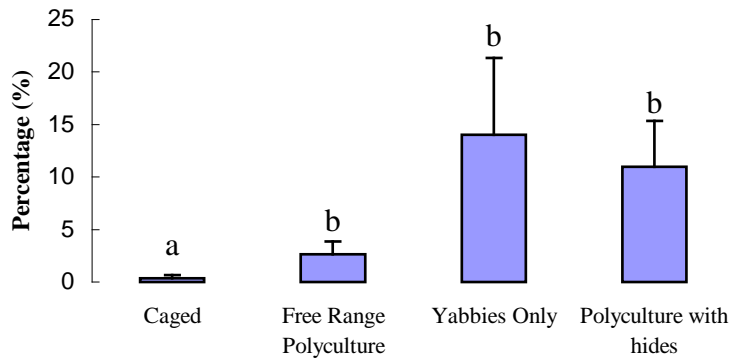 b
25
20
b
15
10
b
5
a
0
Percentage (%)
Caged
Free Range
Polyculture
Yabbies Only
Polyculture with
hides